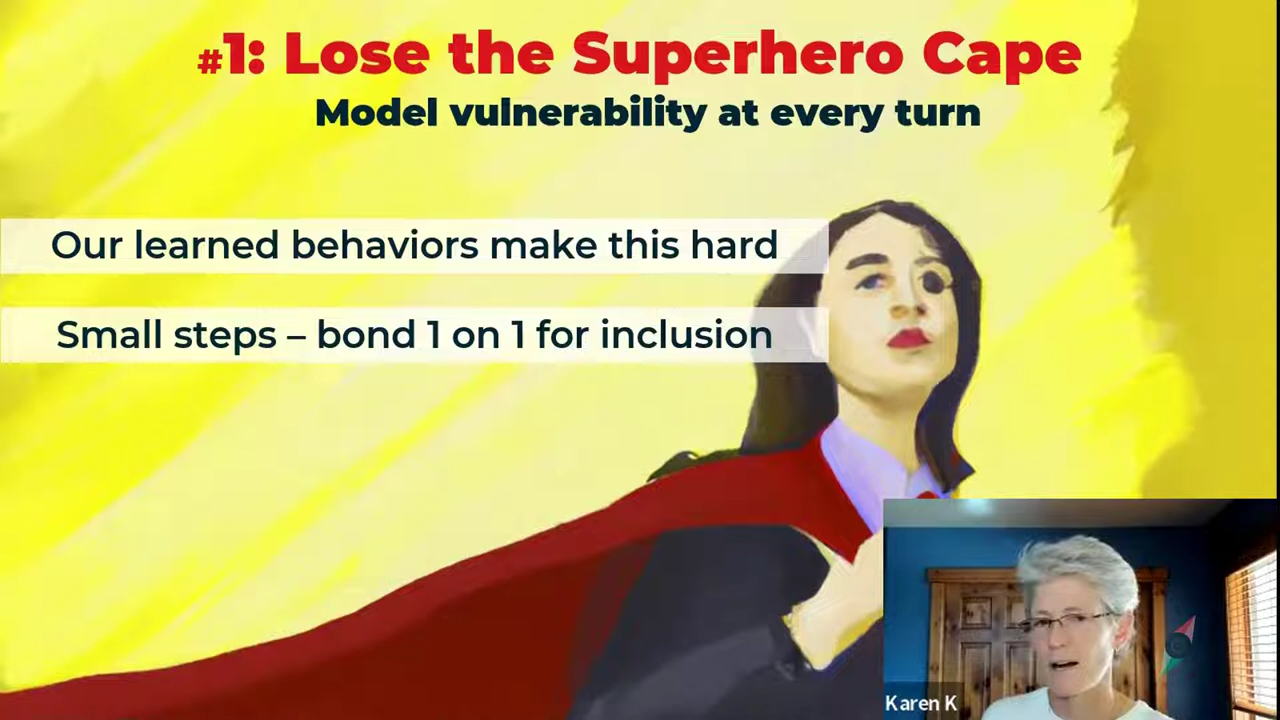 #1: Lose the Superhero Cape
Model vulnerability at every turn
Our learned behaviors make this hard
Small steps – bond 1 on 1 for inclusion
Karen K